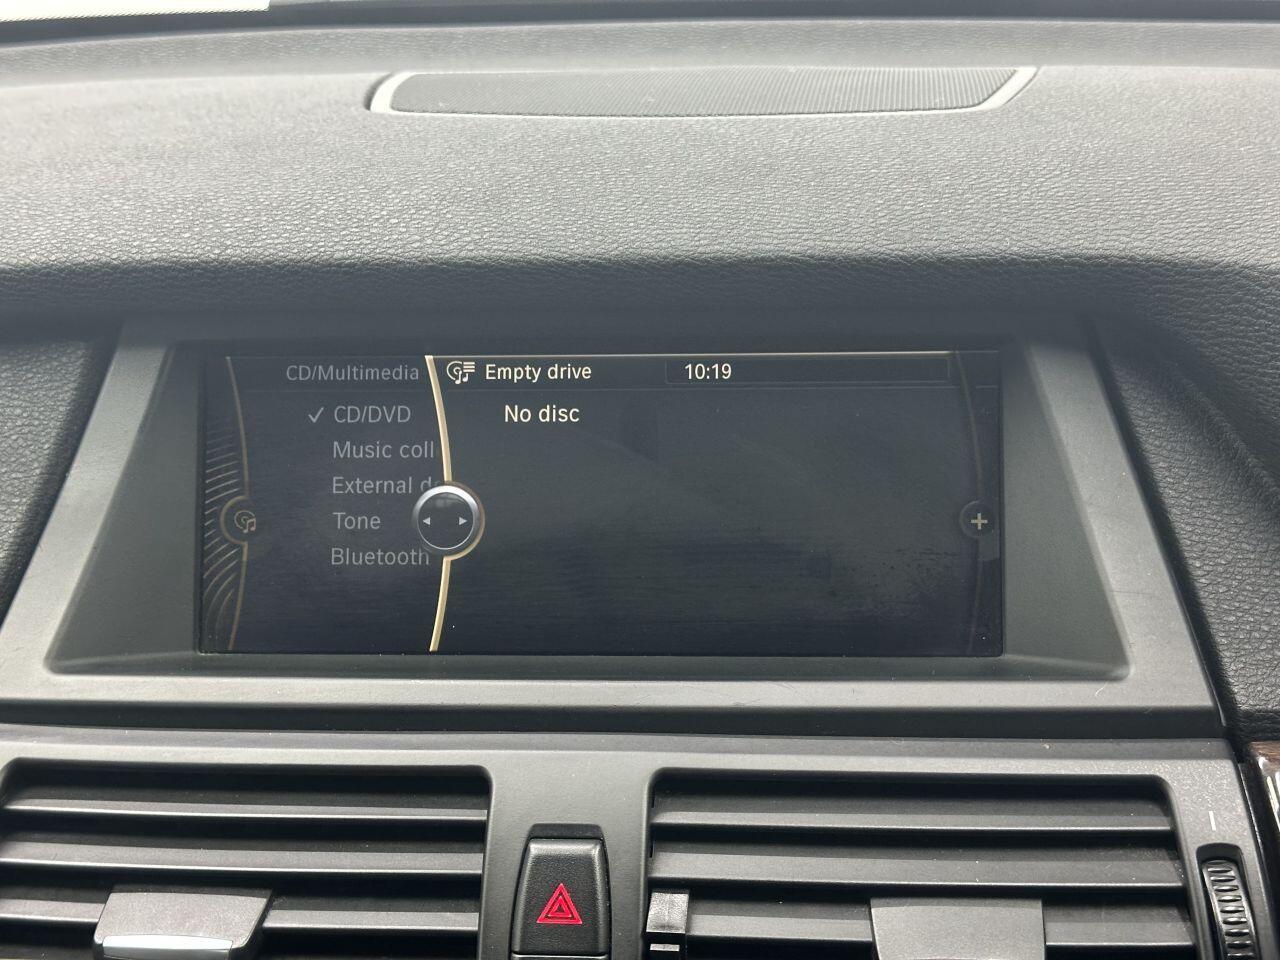 CD/Multimedia
Empty drive
10:19
✓ CD/DVD
No disc
Music coll
External d
Tone
Bluetooth